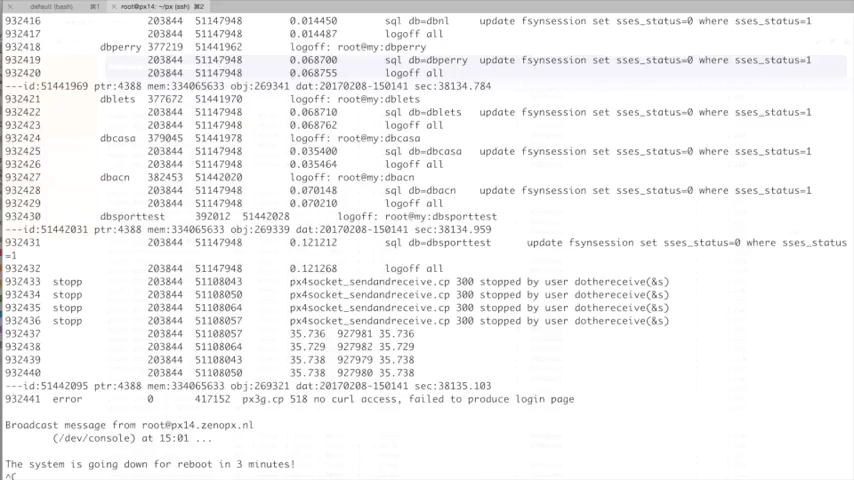 default (bash) ⌘1 root@px14: ~/px (ssh) ⌘2
932416 203844 51147948 0.014450 sql db=dbnl update fsynsession set sses_status=0 where sses_status=1
932417 203844 51147948 0.014487 logoff all
932418 dbperry 377219 51441962 logoff: root@my:dbperry
932419 203844 51147948 0.068700 sql db=dbperry update fsynsession set sses_status=0 where sses_status=1
932420 203844 51147948 0.068755 logoff all
---id:51441969 ptr:4388 mem:334065633 obj:269341 dat:20170208-150141 sec:38134.784
932421 dblets 377672 51441970 logoff: root@my:dblets
932422 203844 51147948 0.068710 sql db=dblets update fsynsession set sses_status=0 where sses_status=1
932423 203844 51147948 0.068762 logoff all
932424 dbcasa 379045 51441978 logoff: root@my:dbcasa
932425 203844 51147948 0.035400 sql db=dbcasa update fsynsession set sses_status=0 where sses_status=1
932426 203844 51147948 0.035464 logoff all
932427 dbacn 382453 51442020 logoff: root@my:dbacn
932428 203844 51147948 0.070148 sql db=dbacn update fsynsession set sses_status=0 where sses_status=1
932429 203844 51147948 0.070210 logoff all
932430 dbsporttest 392012 51442028 logoff: root@my:dbsporttest
---id:51442031 ptr:4388 mem:334065633 obj:269339 dat:20170208-150141 sec:38134.959
932431 203844 51147948 0.121212 sql db=dbsporttest update fsynsession set sses_status=0 where sses_status
=1
932432 203844 51147948 0.121268 logoff all
932433 stopp 203844 51108043 px4socket_sendandreceive.cp 300 stopped by user dothereceive(&s)
932434 stopp 203844 51108050 px4socket_sendandreceive.cp 300 stopped by user dothereceive(&s)
932435 stopp 203844 51108064 px4socket_sendandreceive.cp 300 stopped by user dothereceive(&s)
932436 stopp 203844 51108057 px4socket_sendandreceive.cp 300 stopped by user dothereceive(&s)
932437 203844 51108057 35.736 927981 35.736
932438 203844 51108064 35.729 927982 35.729
932439 203844 51108043 35.738 927979 35.738
932440 203844 51108050 35.738 927980 35.738
---id:51442095 ptr:4388 mem:334065633 obj:269321 dat:20170208-150141 sec:38135.103
932441 error 0 417152 px3g.cp 518 no curl access, failed to produce login page
Broadcast message from root@px14.zenopx.nl
(/dev/console) at 15:01 ...
The system is going down for reboot in 3 minutes!
^C